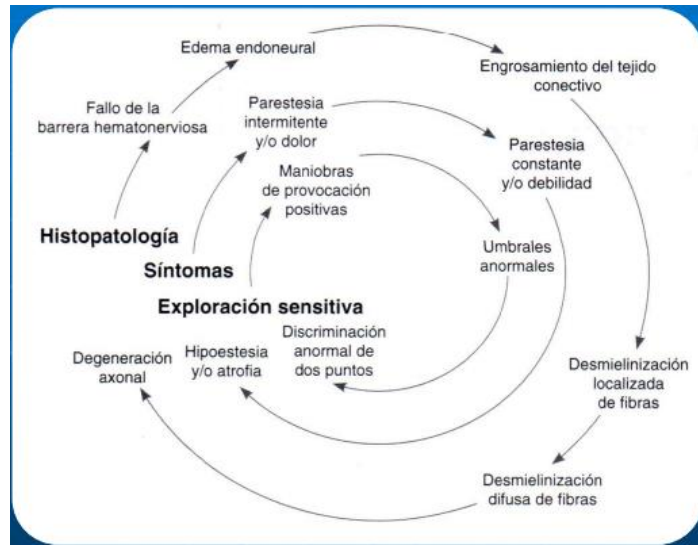 Edema endoneural
Engrosamiento del tejido
conectivo
Fallo de la
barrera hematonerviosa
Parestesia
intermitente
y/o dolor
Parestesia
constante
y/o debilidad
Maniobras
de provocación
positivas
Histopatología
Síntomas
Umbrales
anormales
Exploración sensitiva
Discriminación
anormal de
dos puntos
Hipoestesia
y/o atrofia
Degeneración
axonal
Desmielinización
localizada
de fibras
Desmielinización
difusa de fibras